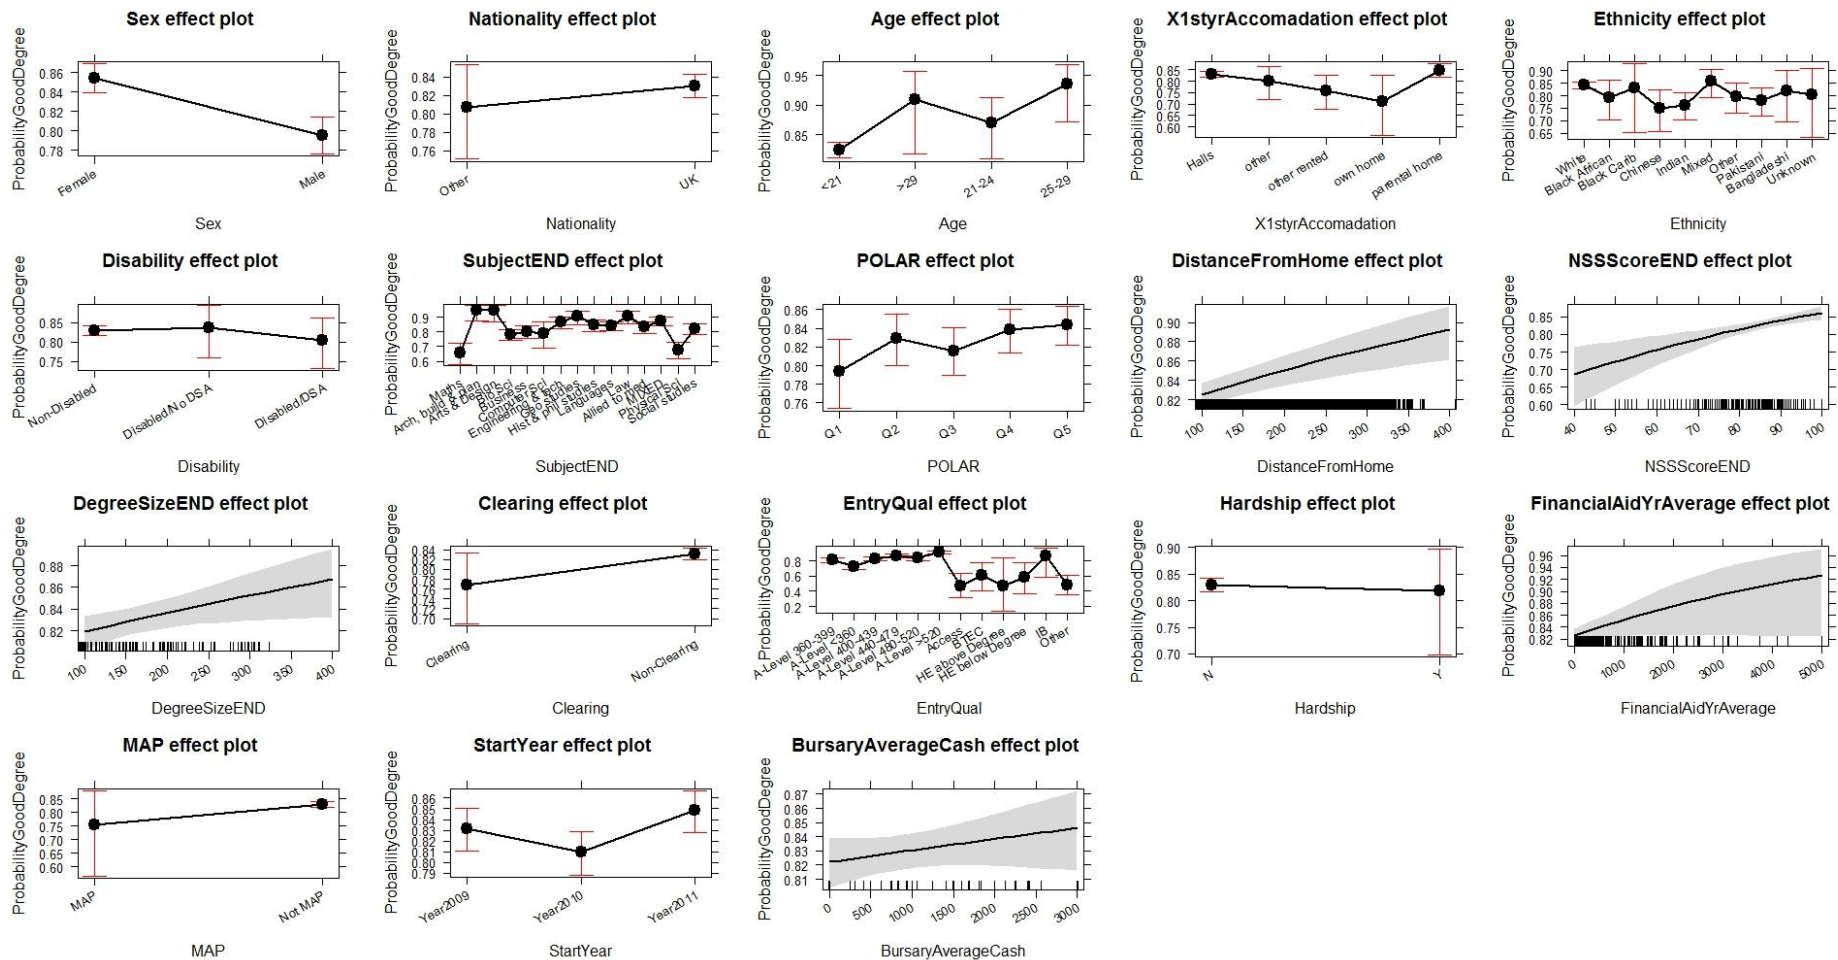 Sex effect plot
ProbabilityGoodDegree
0.86
0.84
0.82
0.80
0.78
Female
Male
Sex
Nationality effect plot
ProbabilityGoodDegree
0.84
0.82
0.80
0.78
0.76
Other
UK
Nationality
Age effect plot
ProbabilityGoodDegree
0.95
0.90
0.85
<21
>29
21-24
25-29
Age
X1styrAccomadation effect plot
ProbabilityGoodDegree
0.85
0.80
0.75
0.70
0.65
0.60
Halls
other
other rented
own home
parental home
X1styrAccomadation
Ethnicity effect plot
ProbabilityGoodDegree
0.90
0.85
0.80
0.75
0.70
0.65
White
Black African
Black Carib
Chinese
Indian
Mixed
Other
Pakistani
Bangladeshi
Unknown
Ethnicity
Disability effect plot
ProbabilityGoodDegree
0.85
0.80
0.75
Non-Disabled
Disabled/No DSA
Disabled/DSA
Disability
SubjectEND effect plot
ProbabilityGoodDegree
0.9
0.8
0.7
0.6
Maths
Arch, build & plan
Arts & Design
Bio Sci
Business
Computer Sci
Engineering & tech
Geo studies
Hist & phil studies
Languages
Law
Allied to Med
MIXED
Physical Sci
Social studies
SubjectEND
POLAR effect plot
ProbabilityGoodDegree
0.86
0.84
0.82
0.80
0.78
0.76
Q1
Q2
Q3
Q4
Q5
POLAR
DistanceFromHome effect plot
ProbabilityGoodDegree
0.90
0.88
0.86
0.84
0.82
100
150
200
250
300
350
400
DistanceFromHome
NSSScoreEND effect plot
ProbabilityGoodDegree
0.85
0.80
0.75
0.70
0.65
0.60
40
50
60
70
80
90
100
NSSScoreEND
DegreeSizeEND effect plot
ProbabilityGoodDegree
0.88
0.86
0.84
0.82
100
150
200
250
300
350
400
DegreeSizeEND
Clearing effect plot
ProbabilityGoodDegree
0.84
0.82
0.80
0.78
0.76
0.74
0.72
0.70
Clearing
Non-Clearing
Clearing
EntryQual effect plot
ProbabilityGoodDegree
0.8
0.6
0.4
0.2
A-Level 360-399
A-Level <360
A-Level 400-439
A-Level 440-479
A-Level 480-520
A-Level >520
Access
BTEC
HE above Degree
HE below Degree
IB
Other
EntryQual
Hardship effect plot
ProbabilityGoodDegree
0.90
0.85
0.80
0.75
0.70
N
Y
Hardship
FinancialAidYrAverage effect plot
ProbabilityGoodDegree
0.96
0.94
0.92
0.90
0.88
0.86
0.84
0.82
0
1000
2000
3000
4000
5000
FinancialAidYrAverage
MAP effect plot
ProbabilityGoodDegree
0.85
0.80
0.75
0.70
0.65
0.60
MAP
Not MAP
MAP
StartYear effect plot
ProbabilityGoodDegree
0.86
0.85
0.84
0.83
0.82
0.81
0.80
0.79
Year2009
Year2010
Year2011
StartYear
BursaryAverageCash effect plot
ProbabilityGoodDegree
0.87
0.86
0.85
0.84
0.83
0.82
0.81
0
500
1000
1500
2000
2500
3000
BursaryAverageCash